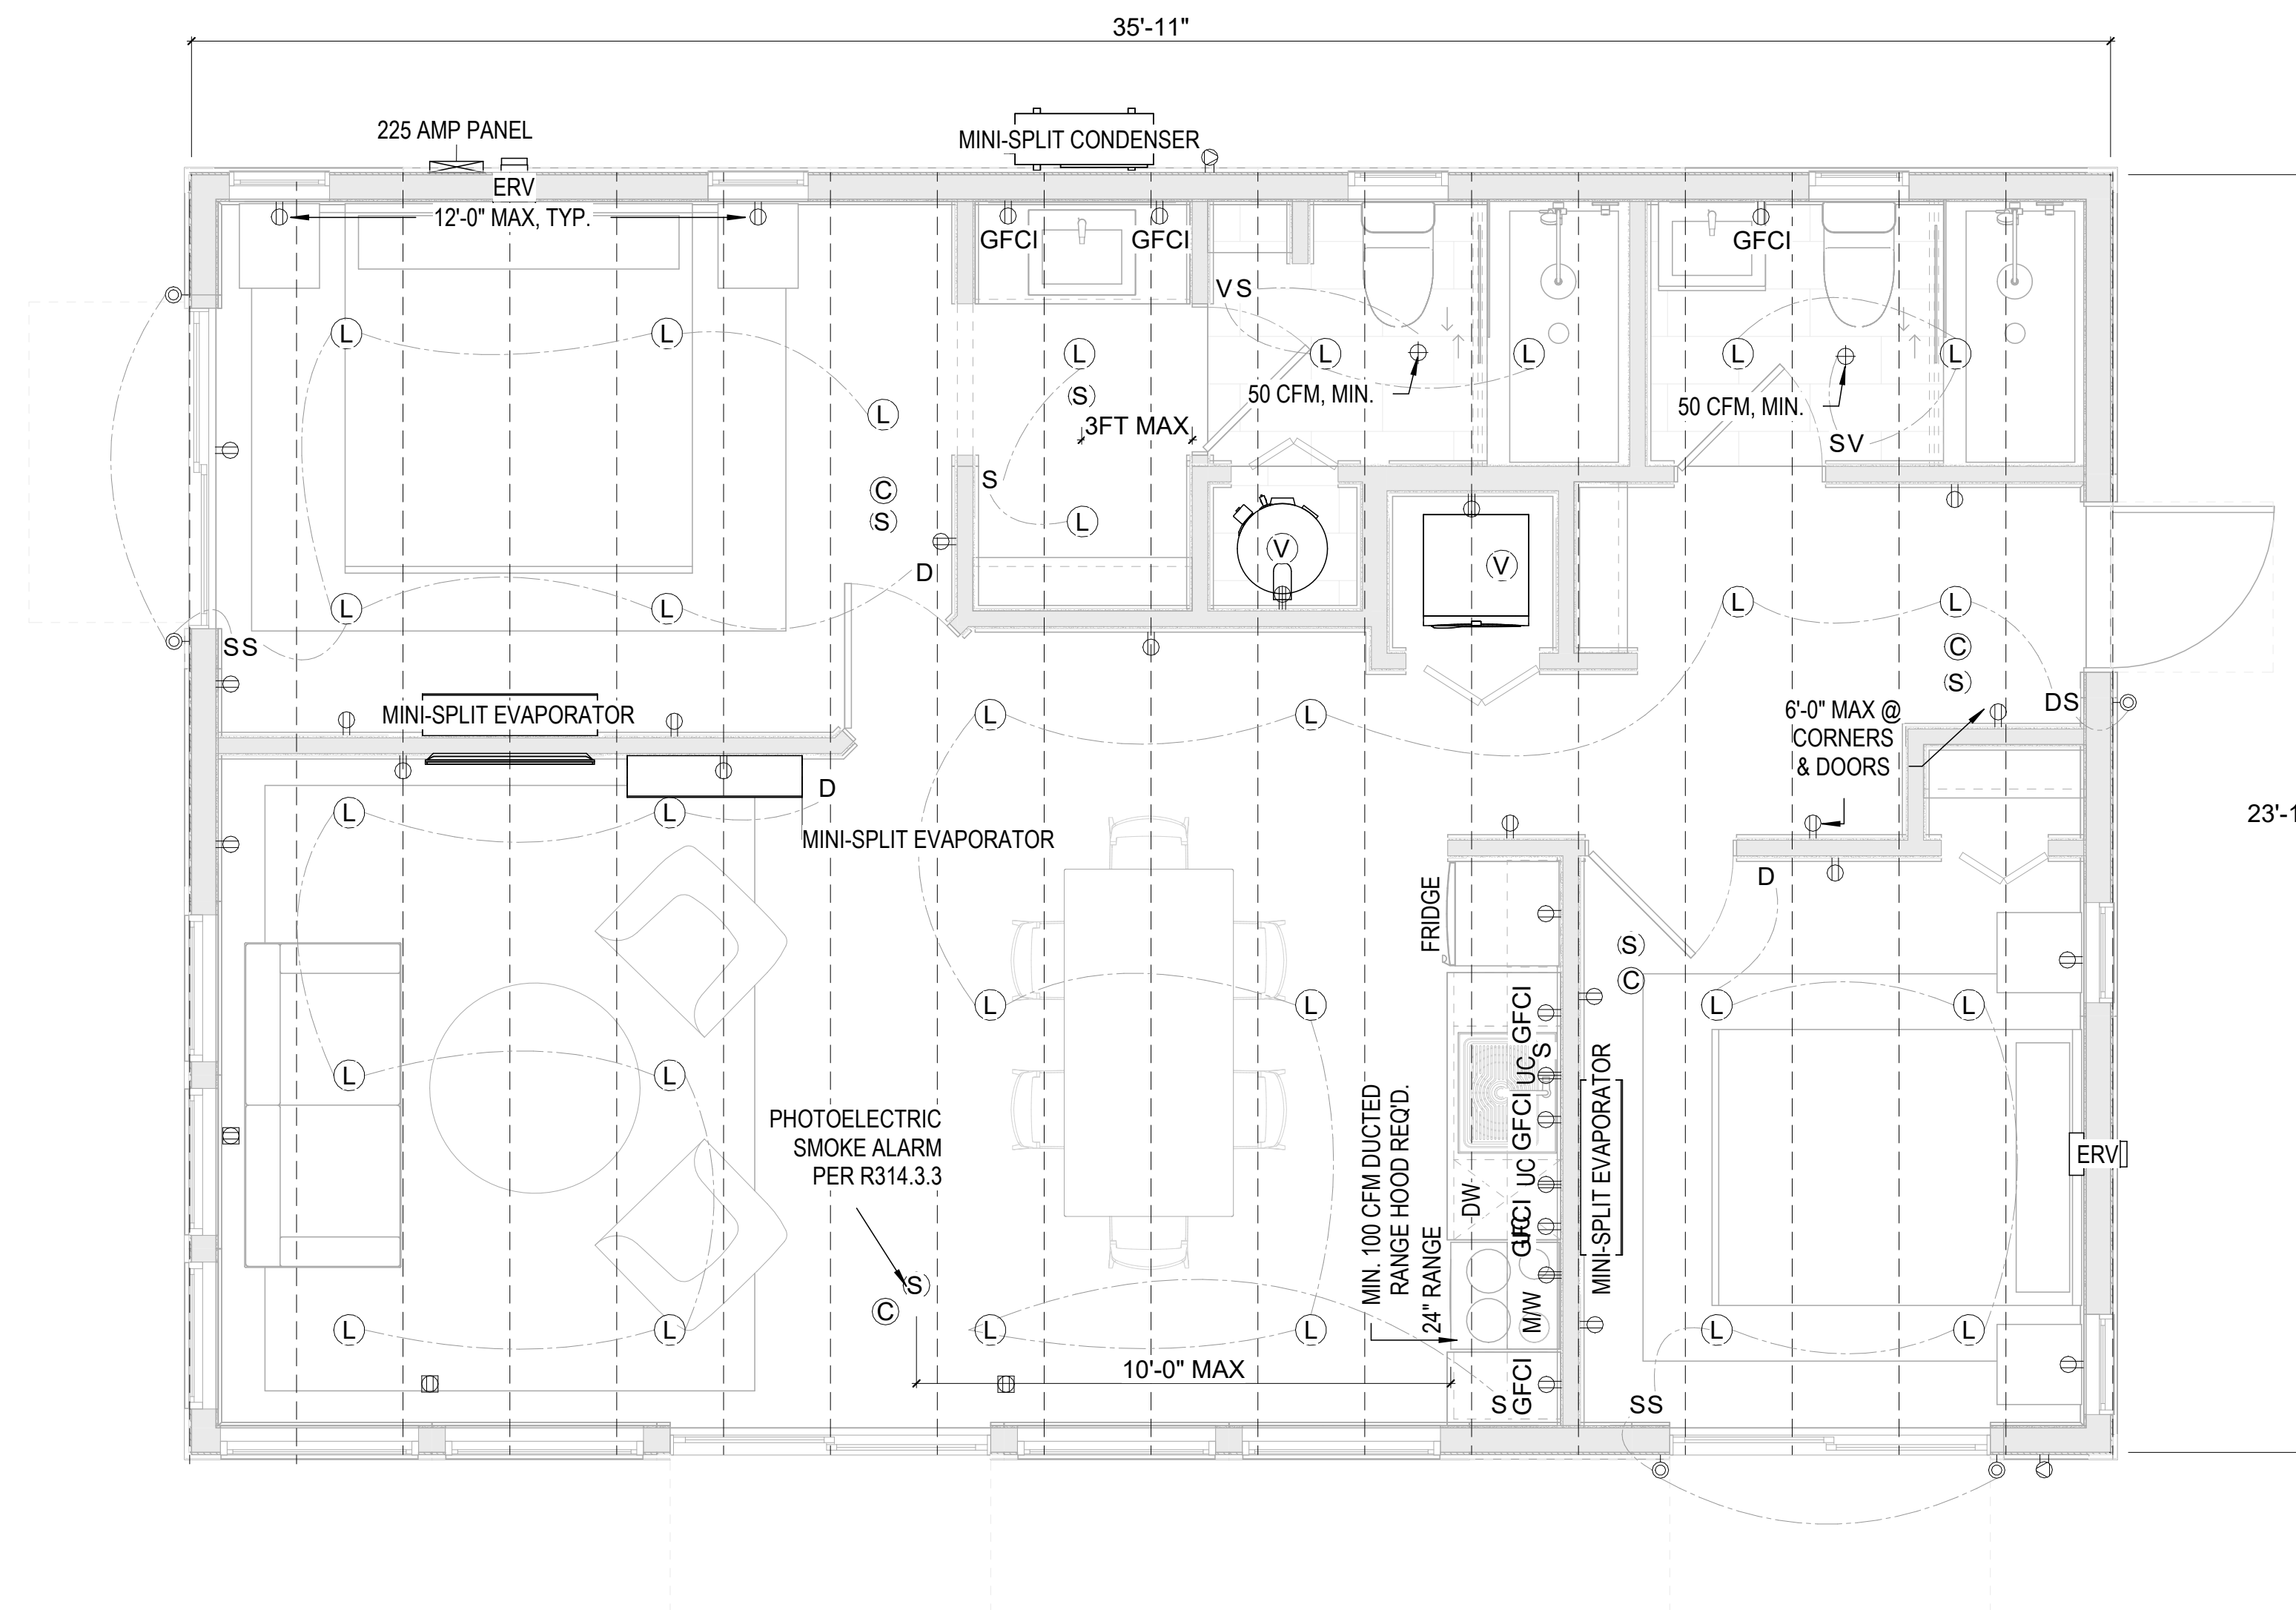 35'-11"
225 AMP PANEL
MINI-SPLIT CONDENSER
ERV
12'-0" MAX, TYP.
GFCI
GFCI
GFCI
VS
L
L
L
L
L
L
L
L
S
3FT MAX
50 CFM, MIN.
50 CFM, MIN.
SV
S
C
S
L
D
V
V
L
L
L
L
SS
C
S
DS
MINI-SPLIT EVAPORATOR
L
L
6'-0" MAX @
CORNERS
& DOORS
D
L
L
23'-1
MINI-SPLIT EVAPORATOR
FRIDGE
D
S
C
L
L
L
L
GFCI
S
UC
L
L
GFCI
MINI-SPLIT EVAPORATOR
PHOTOELECTRIC
SMOKE ALARM
PER R314.3.3
MIN. 100 CFM DUCTED
RANGE HOOD REQ'D.
UC
DW
ERV
GFCI
UC
S
C
24" RANGE
M/W
L
L
L
L
L
L
10'-0" MAX
GFCI
S
SS